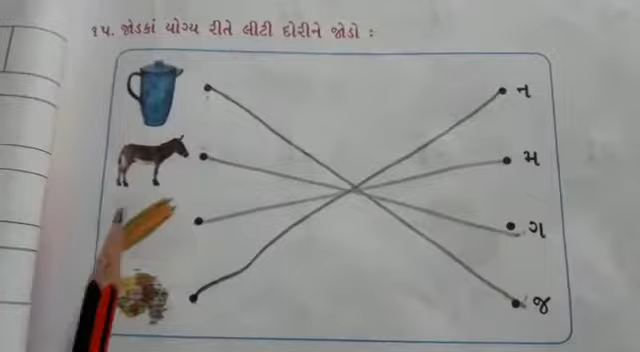 ૧૫. જોડકાં યોગ્ય રીતે લીટી દોરીને જોડો :
ન
મ
ગ
જ